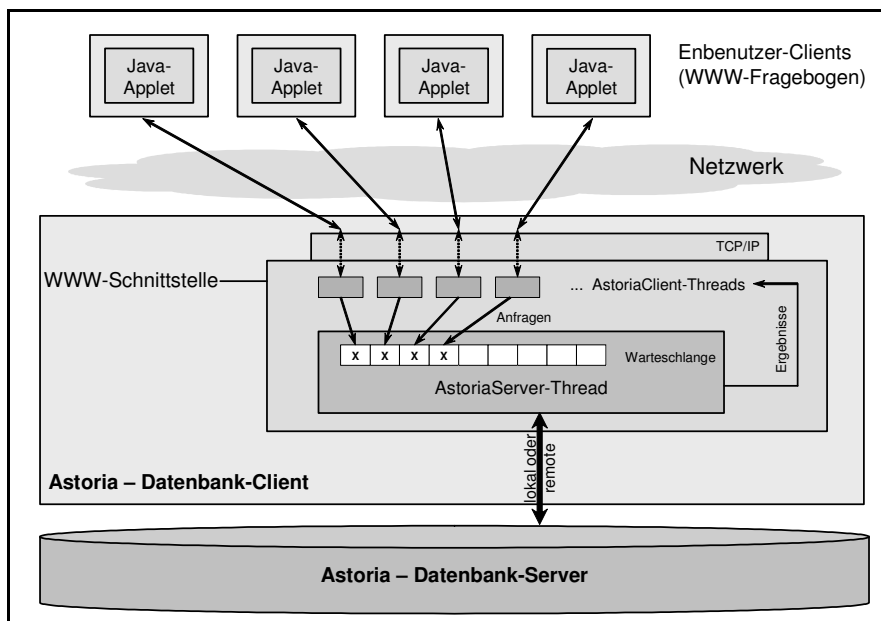 Java-
Applet
Java-
Applet
Java-
Applet
Java-
Applet
Enbenutzer-Clients
(WWW-Fragebogen)
Netzwerk
TCP/IP
WWW-Schnittstelle
... AstoriaClient-Threads
Anfragen
Ergebnisse
x x x x
Warteschlange
AstoriaServer-Thread
lokal oder
remote
Astoria – Datenbank-Client
Astoria – Datenbank-Server